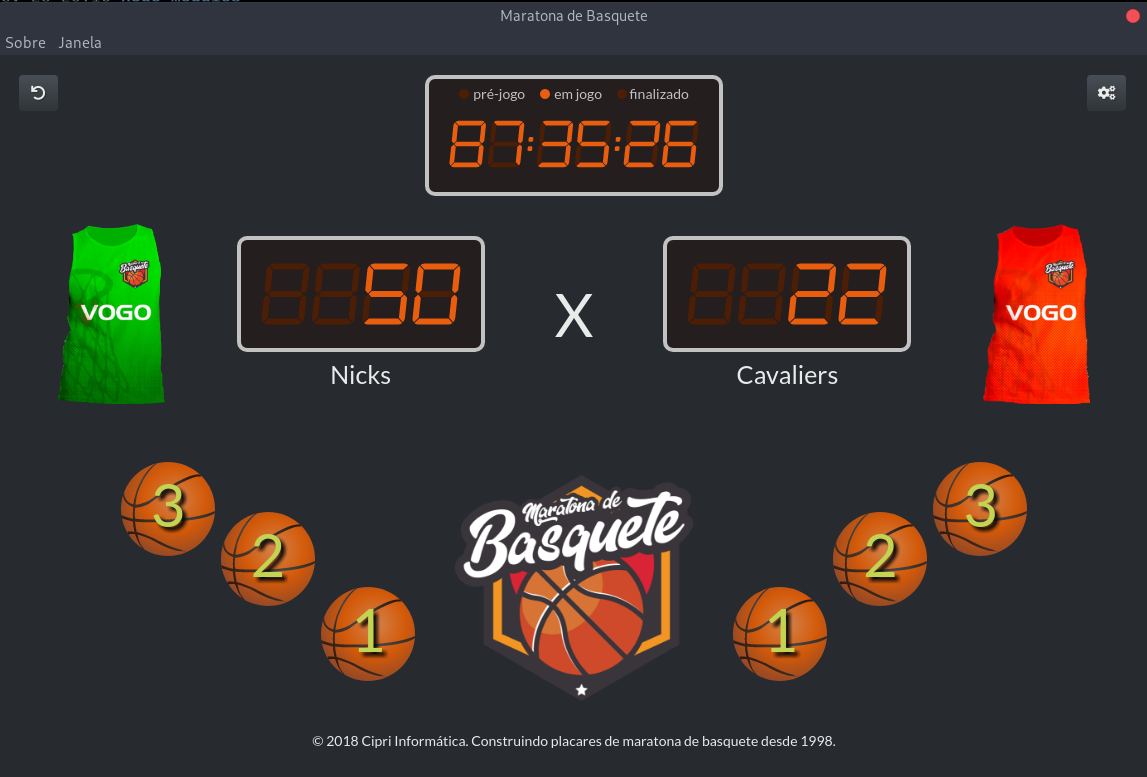 Maratona de Basquete
Sobre Janela
pré-jogo em jogo finalizado
87:35:26
VOGO
50
X
22
VOGO
Nicks
Cavaliers
3
3
2
2
1
1
Maratona de
Basquete
© 2018 Cipri Informática. Construindo placares de maratona de basquete desde 1998.